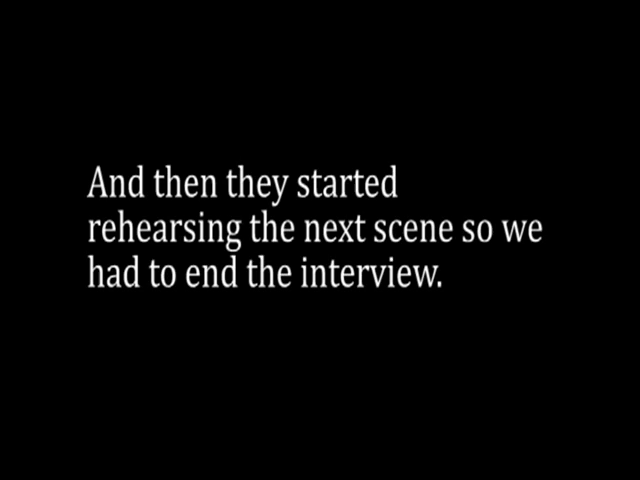 And then they started
rehearsing the next scene so we
had to end the interview.